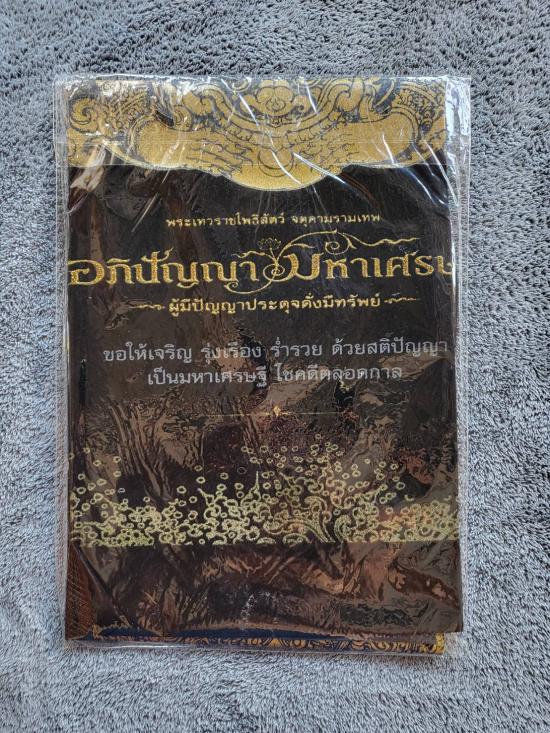 พระเทวราชโพธิสัตว์ จตุคามรามเทพ
อภิปัญญา มหาเศรษ
ผู้มีปัญญาประดุจดั่งมีทรัพย์
ขอให้เจริญ รุ่งเรือง ร่ำรวย ด้วยสติปัญญา
เป็นมหาเศรษฐี โชคดีตลอดกาล